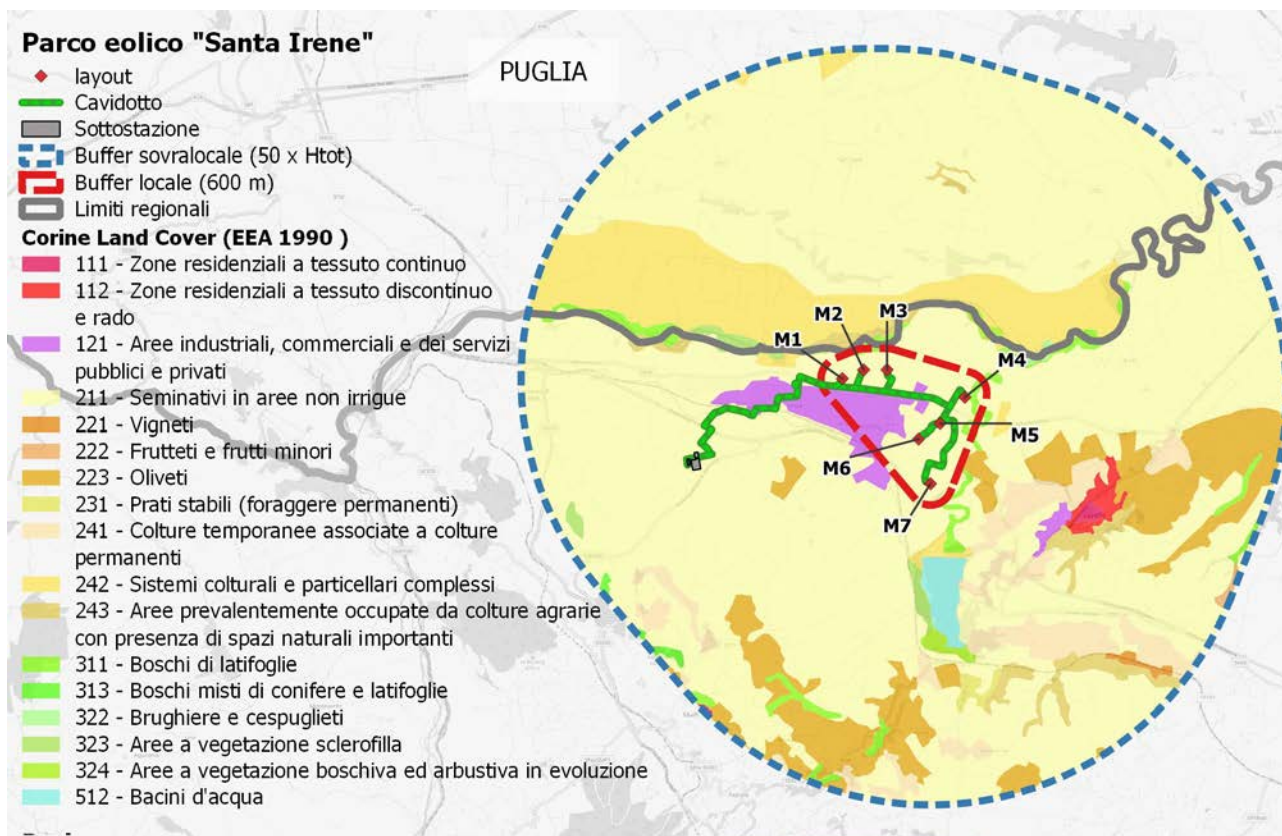 Parco eolico "Santa Irene"
layout
Cavidotto
Sottostazione
Buffer sovralocale (50 x Htot)
Buffer locale (600 m)
Limiti regionali
Corine Land Cover (EEA 1990 )
111 - Zone residenziali a tessuto continuo
112 - Zone residenziali a tessuto discontinuo
e rado
121 - Aree industriali, commerciali e dei servizi
pubblici e privati
211 - Seminativi in aree non irrigue
221 - Vigneti
222 - Frutteti e frutti minori
223 - Oliveti
231 - Prati stabili (foraggere permanenti)
241 - Colture temporanee associate a colture
permanenti
242 - Sistemi colturali e particellari complessi
243 - Aree prevalentemente occupate da colture agrarie
con presenza di spazi naturali importanti
311 - Boschi di latifoglie
313 - Boschi misti di conifere e latifoglie
322 - Brughiere e cespuglieti
323 - Aree a vegetazione sclerofilla
324 - Aree a vegetazione boschiva ed arbustiva in evoluzione
512 - Bacini d'acqua
PUGLIA
M1
M2
M3
M4
M5
M6
M7